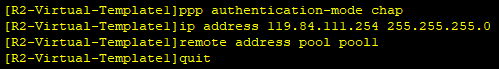 [R2-Virtual-Template1]ppp authentication-mode chap
[R2-Virtual-Template1]ip address 119.84.111.254 255.255.255.0
[R2-Virtual-Template1]remote address pool pool1
[R2-Virtual-Template1]quit